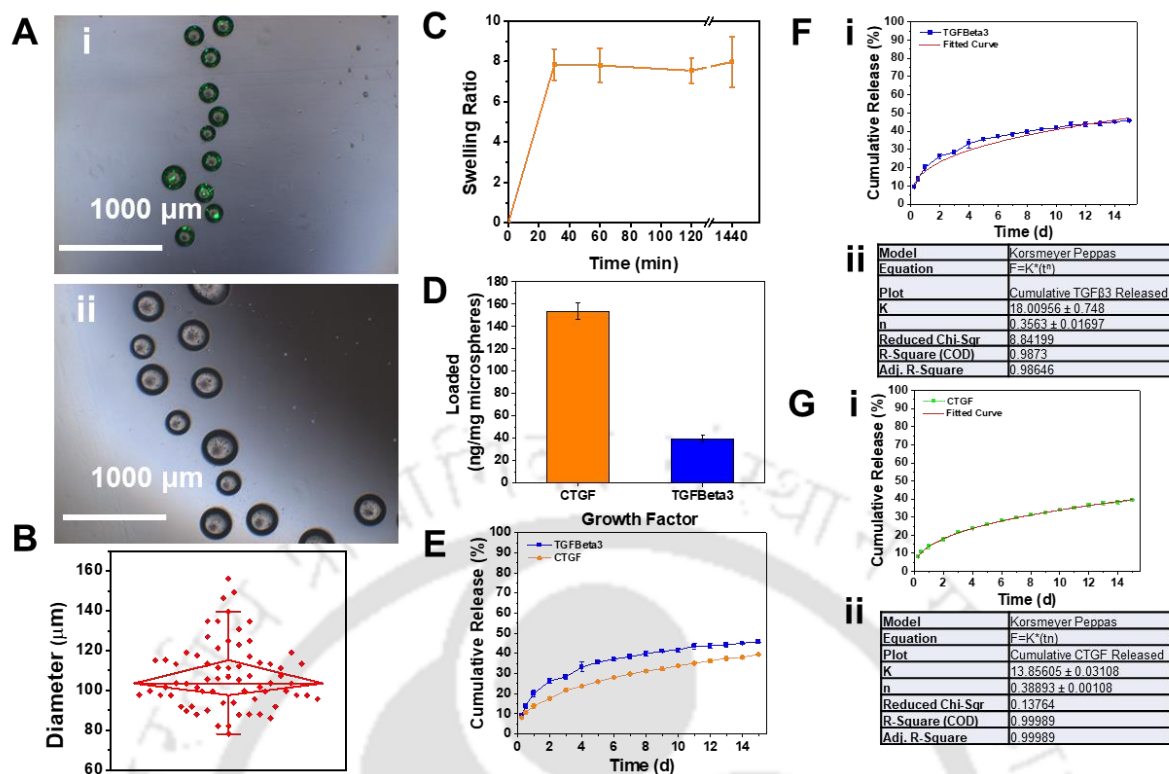 A
i
1000 µm
ii
1000 µm
B
Diameter (µm)
160
140
120
100
80
60
C
Swelling Ratio
10
8
6
4
2
0
0 20 40 60 80 100 120 1440
Time (min)
D
Loaded
(ng/mg microspheres)
180
160
140
120
100
80
60
40
20
0
CTGF TGFBeta3
Growth Factor
E
Cumulative Release (%)
100
90
80
70
60
50
40
30
20
10
0
TGFBeta3
CTGF
0 2 4 6 8 10 12 14
Time (d)
F
i
Cumulative Release (%)
100
90
80
70
60
50
40
30
20
10
0
TGFBeta3
Fitted Curve
0 2 4 6 8 10 12 14
Time (d)
ii
Model Korsmeyer Peppas
Equation F=K*(tⁿ)
Plot Cumulative TGFβ3 Released
K 18.00956 ± 0.748
n 0.3563 ± 0.01697
Reduced Chi-Sqr 8.84199
R-Square (COD) 0.9873
Adj. R-Square 0.98646
G
i
Cumulative Release (%)
100
90
80
70
60
50
40
30
20
10
0
CTGF
Fitted Curve
0 2 4 6 8 10 12 14
Time (d)
ii
Model Korsmeyer Peppas
Equation F=K*(tn)
Plot Cumulative CTGF Released
K 13.85605 ± 0.03108
n 0.38893 ± 0.00108
Reduced Chi-Sqr 0.13764
R-Square (COD) 0.99989
Adj. R-Square 0.99989